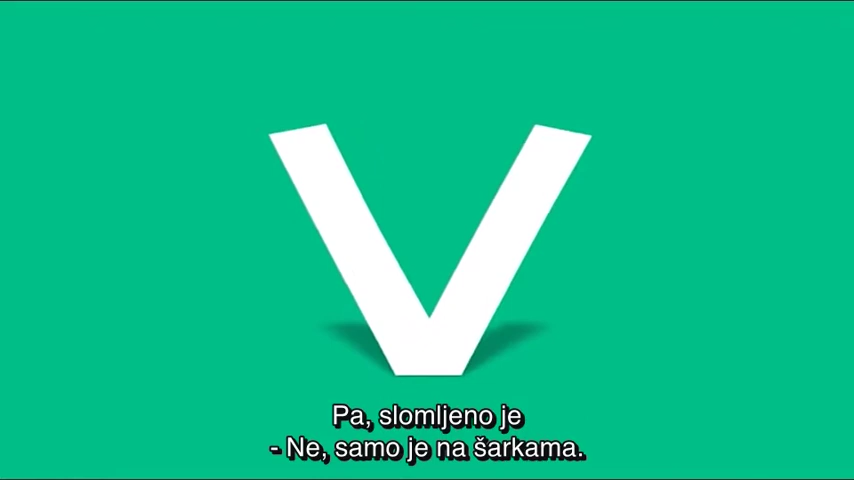 V
Pa, slomljeno je
- Ne, samo je na šarkama.